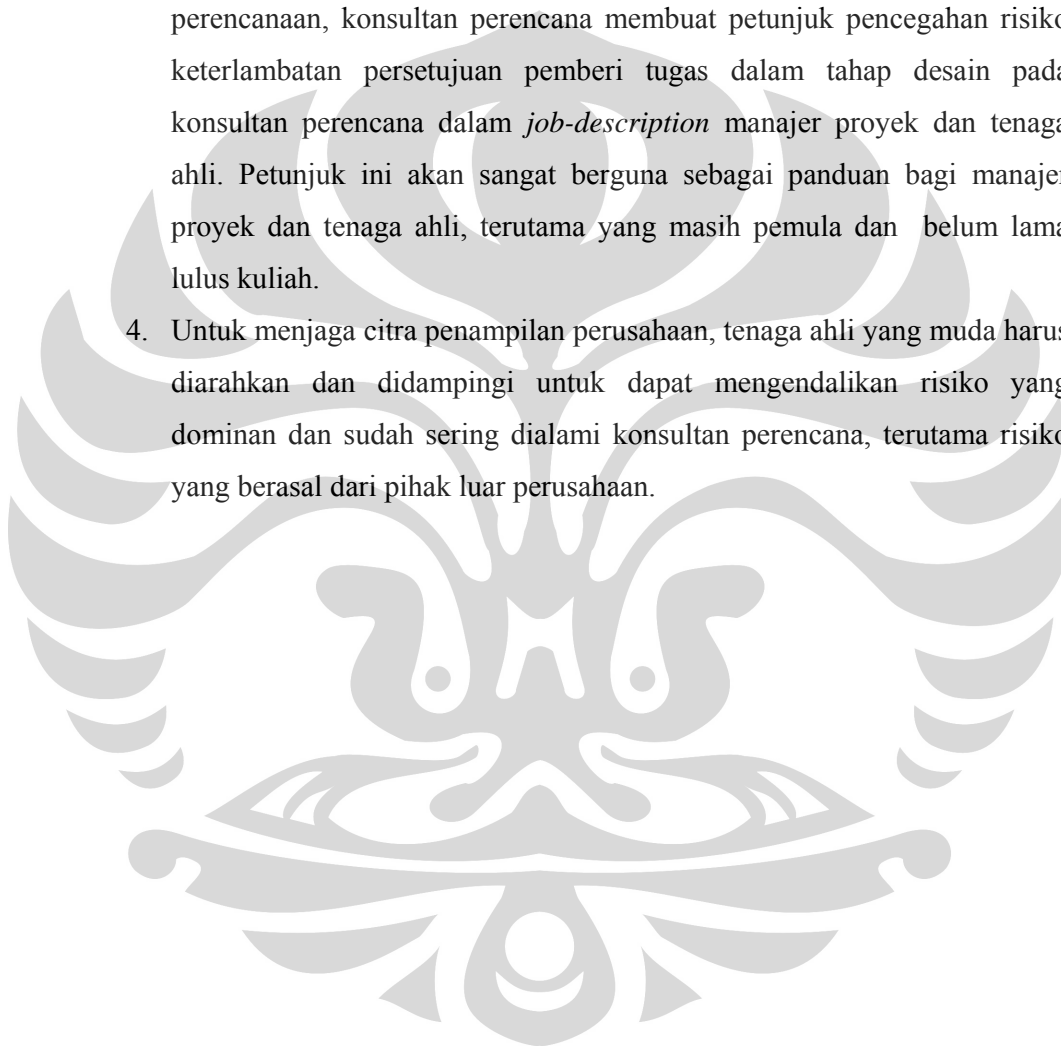 perencanaan, konsultan perencana membuat petunjuk pencegahan risiko
keterlambatan persetujuan pemberi tugas dalam tahap desain pada
konsultan perencana dalam job-description manajer proyek dan tenaga
ahli. Petunjuk ini akan sangat berguna sebagai panduan bagi manajer
proyek dan tenaga ahli, terutama yang masih pemula dan belum lama
lulus kuliah.
4. Untuk menjaga citra penampilan perusahaan, tenaga ahli yang muda harus
diarahkan dan didampingi untuk dapat mengendalikan risiko yang
dominan dan sudah sering dialami konsultan perencana, terutama risiko
yang berasal dari pihak luar perusahaan.